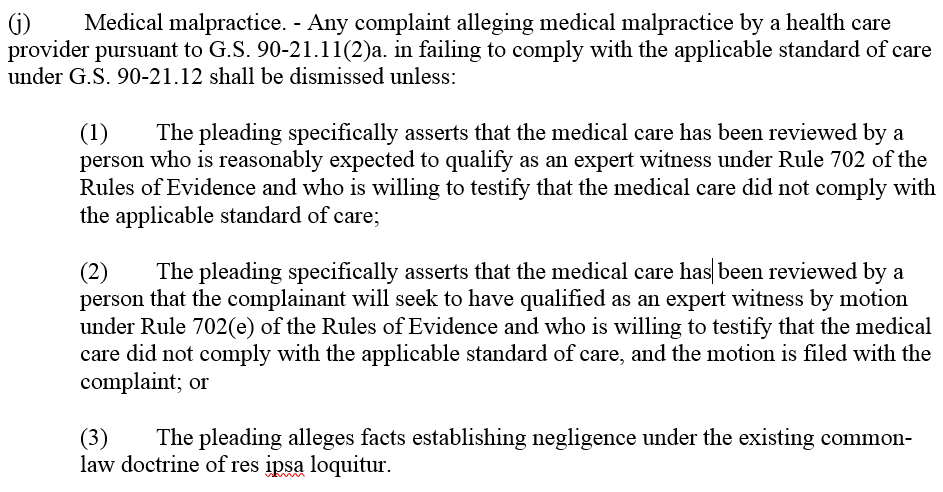 (j) Medical malpractice. - Any complaint alleging medical malpractice by a health care
provider pursuant to G.S. 90-21.11(2)a. in failing to comply with the applicable standard of care
under G.S. 90-21.12 shall be dismissed unless:
(1) The pleading specifically asserts that the medical care has been reviewed by a
person who is reasonably expected to qualify as an expert witness under Rule 702 of the
Rules of Evidence and who is willing to testify that the medical care did not comply with
the applicable standard of care;
(2) The pleading specifically asserts that the medical care has been reviewed by a
person that the complainant will seek to have qualified as an expert witness by motion
under Rule 702(e) of the Rules of Evidence and who is willing to testify that the medical
care did not comply with the applicable standard of care, and the motion is filed with the
complaint; or
(3) The pleading alleges facts establishing negligence under the existing common-
law doctrine of res ipsa loquitur.